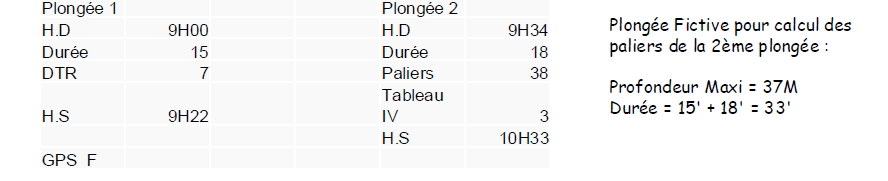 Plongée 1 Plongée 2
H.D 9H00 H.D 9H34
Durée 15 Durée 18
DTR 7 Paliers 38
Tableau
H.S 9H22 IV 3
H.S 10H33
GPS F
Plongée Fictive pour calcul des
paliers de la 2ème plongée :
Profondeur Maxi = 37M
Durée = 15' + 18' = 33'